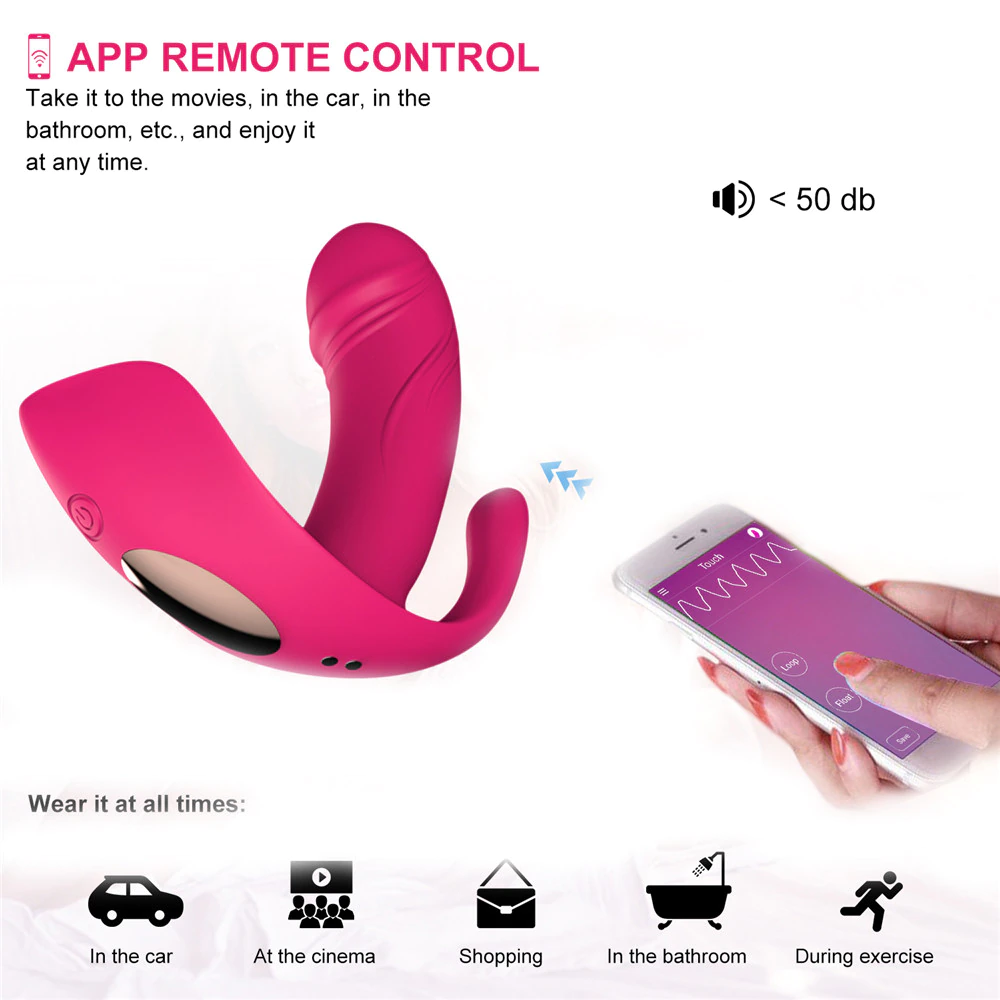 APP REMOTE CONTROL
Take it to the movies, in the car, in the
bathroom, etc., and enjoy it
at any time.
< 50 db
Touch
Loop
Float
Save
Wear it at all times:
In the car
At the cinema
Shopping
In the bathroom
During exercise